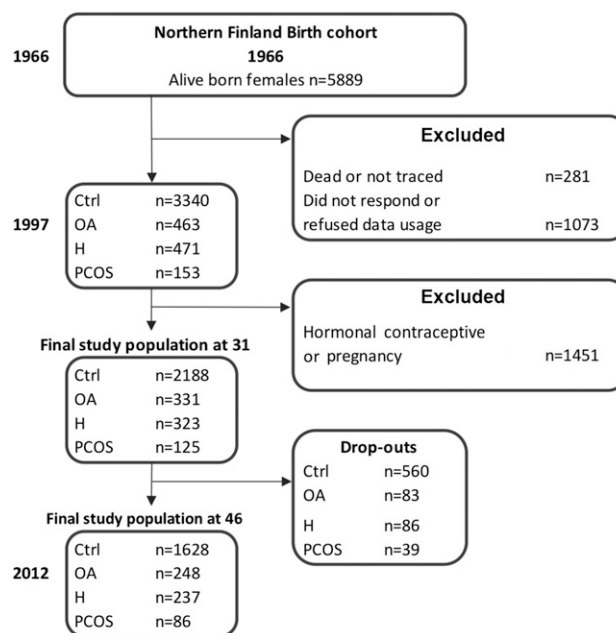 Northern Finland Birth cohort
1966
1966
Alive born females n=5889
Excluded
Dead or not traced n=281
Did not respond or
refused data usage n=1073
1997
Ctrl n=3340
OA n=463
H n=471
PCOS n=153
Excluded
Hormonal contraceptive
or pregnancy n=1451
Final study population at 31
Ctrl n=2188
OA n=331
H n=323
PCOS n=125
Drop-outs
Ctrl n=560
OA n=83
H n=86
PCOS n=39
Final study population at 46
2012
Ctrl n=1628
OA n=248
H n=237
PCOS n=86